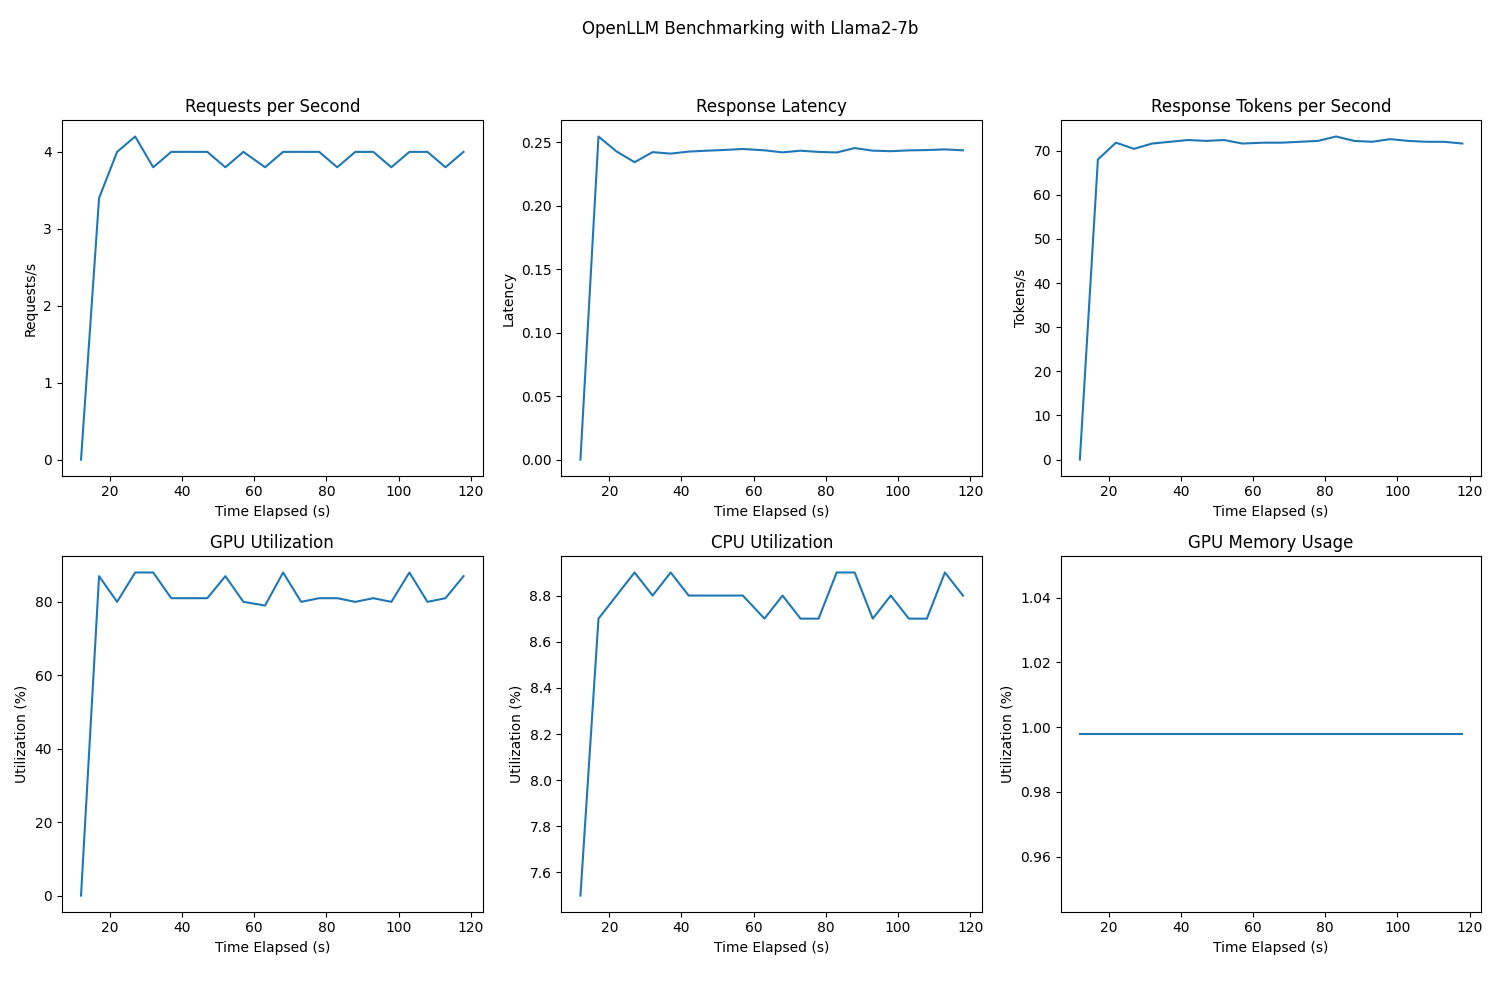 OpenLLM Benchmarking with Llama2-7b
Requests per Second
Requests/s
4
3
2
1
0
20 40 60 80 100 120
Time Elapsed (s)
Response Latency
Latency
0.25
0.20
0.15
0.10
0.05
0.00
20 40 60 80 100 120
Time Elapsed (s)
Response Tokens per Second
Tokens/s
70
60
50
40
30
20
10
0
20 40 60 80 100 120
Time Elapsed (s)
GPU Utilization
Utilization (%)
80
60
40
20
0
20 40 60 80 100 120
Time Elapsed (s)
CPU Utilization
Utilization (%)
8.8
8.6
8.4
8.2
8.0
7.8
7.6
20 40 60 80 100 120
Time Elapsed (s)
GPU Memory Usage
Utilization (%)
1.04
1.02
1.00
0.98
0.96
20 40 60 80 100 120
Time Elapsed (s)